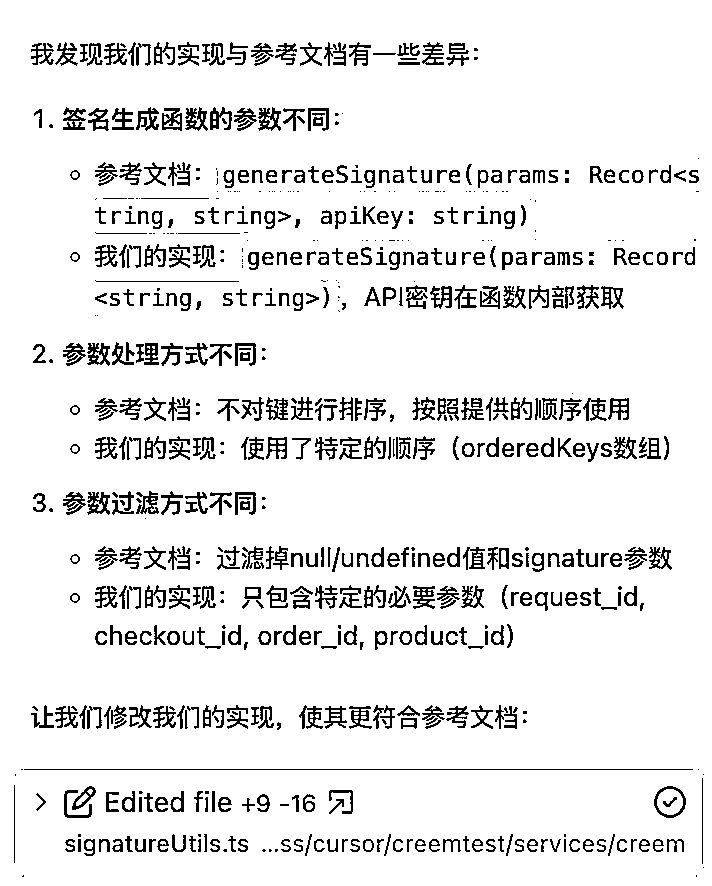 我发现我们的实现与参考文档有一些差异：
1. 签名生成函数的参数不同：
参考文档：generateSignature(params: Record<s
tring, string>, apiKey: string)
我们的实现：generateSignature(params: Record
<string, string>)，API密钥在函数内部获取
2. 参数处理方式不同：
参考文档：不对键进行排序，按照提供的顺序使用
我们的实现：使用了特定的顺序（orderedKeys数组）
3. 参数过滤方式不同：
参考文档：过滤掉null/undefined值和signature参数
我们的实现：只包含特定的必要参数（request_id,
checkout_id, order_id, product_id）
让我们修改我们的实现，使其更符合参考文档：
Edited file +9 -16
signatureUtils.ts ...ss/cursor/creemtest/services/creem